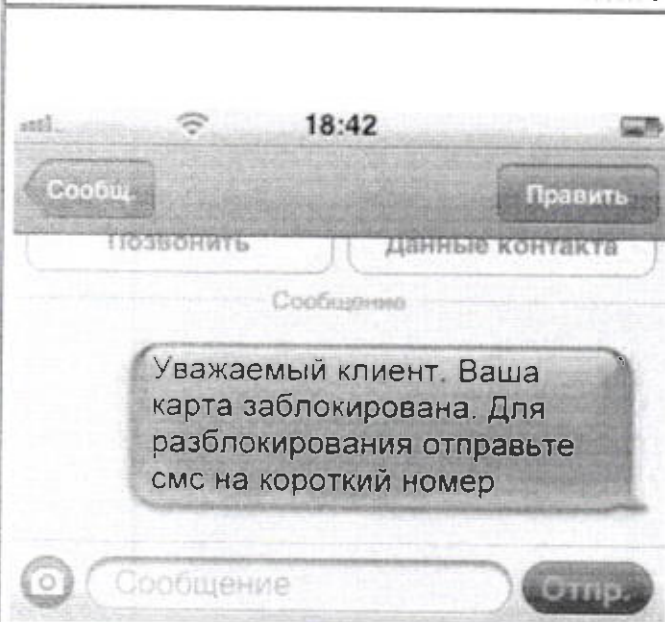 18:42
Сообщ.
Править
Позвонить
Данные контакта
Сообщение
Уважаемый клиент. Ваша
карта заблокирована. Для
разблокирования отправьте
смс на короткий номер
Сообщение
Отпр.